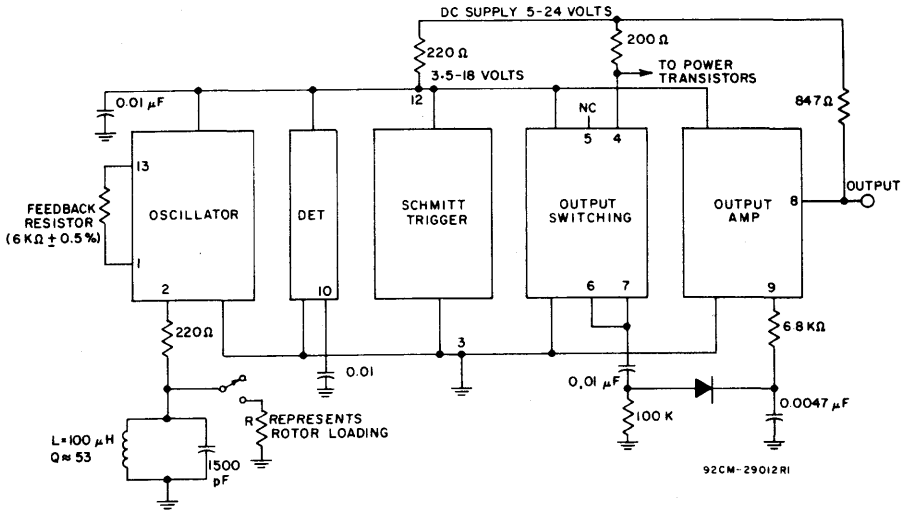 DC SUPPLY 5-24 VOLTS
220 Ω
200 Ω
3.5-18 VOLTS
TO POWER
TRANSISTORS
12
0.01 µF
NC
847Ω
5
4
13
OUTPUT
FEEDBACK
RESISTOR
(6 KΩ ± 0.5%)
OSCILLATOR
DET
SCHMITT
TRIGGER
OUTPUT
SWITCHING
OUTPUT
AMP
8
1
2
10
6
7
9
220Ω
6.8 KΩ
3
0.01
0,01 µF
R
REPRESENTS
ROTOR LOADING
100 K
0.0047 µF
L=100 µH
Q≈53
1500
pF
92CM-29012R1